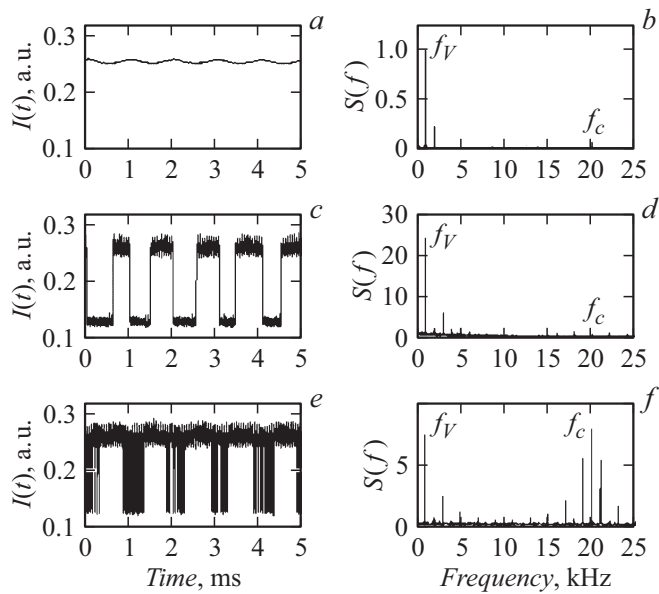 a
0.3
0.2
0.1
I(t), a. u.
0 1 2 3 4 5
b
1.0
0.5
0
S(f)
f_V
f_c
0 5 10 15 20 25
c
0.3
0.2
0.1
I(t), a. u.
0 1 2 3 4 5
d
30
20
10
0
S(f)
f_V
f_c
0 5 10 15 20 25
e
0.3
0.2
0.1
I(t), a. u.
0 1 2 3 4 5
Time, ms
f
5
0
S(f)
f_V
f_c
0 5 10 15 20 25
Frequency, kHz